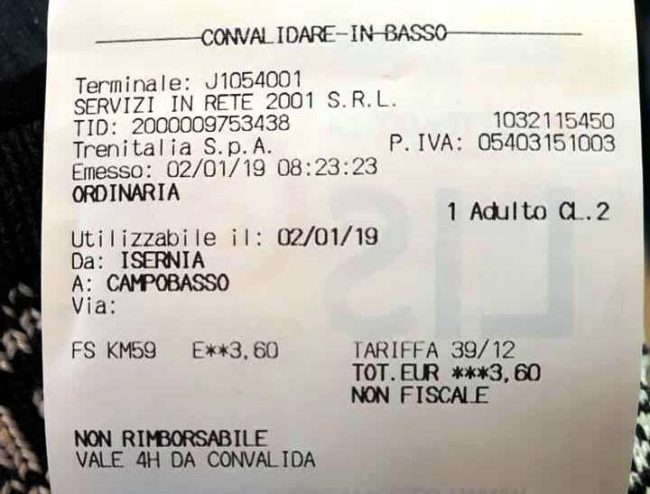 CONVALIDARE-IN BASSO
Terminale: J1054001
SERVIZI IN RETE 2001 S.R.L.
TID: 2000009753438 1032115450
Trenitalia S.p.A. P.IVA: 05403151003
Emesso: 02/01/19 08:23:23
ORDINARIA
1 Adulto CL.2
Utilizzabile il: 02/01/19
Da: ISERNIA
A: CAMPOBASSO
Via:
FS KM59 E**3,60 TARIFFA 39/12
TOT.EUR ***3,60
NON FISCALE
NON RIMBORSABILE
VALE 4H DA CONVALIDA